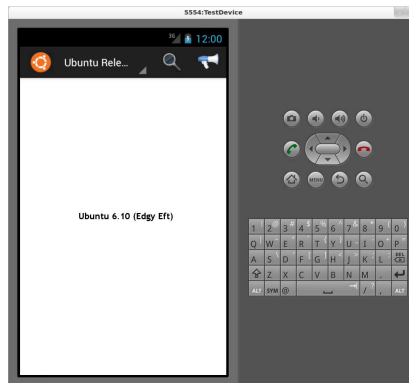 5554:TestDevice
3G 12:00
Ubuntu Rele...
Ubuntu 6.10 (Edgy Eft)
MENU
1 2 3 4 5 6 7 8 9 0
Q W E R T Y U I O P
A S D F G H J K L DEL
Z X C V B N M .
ALT SYM @ / , ALT